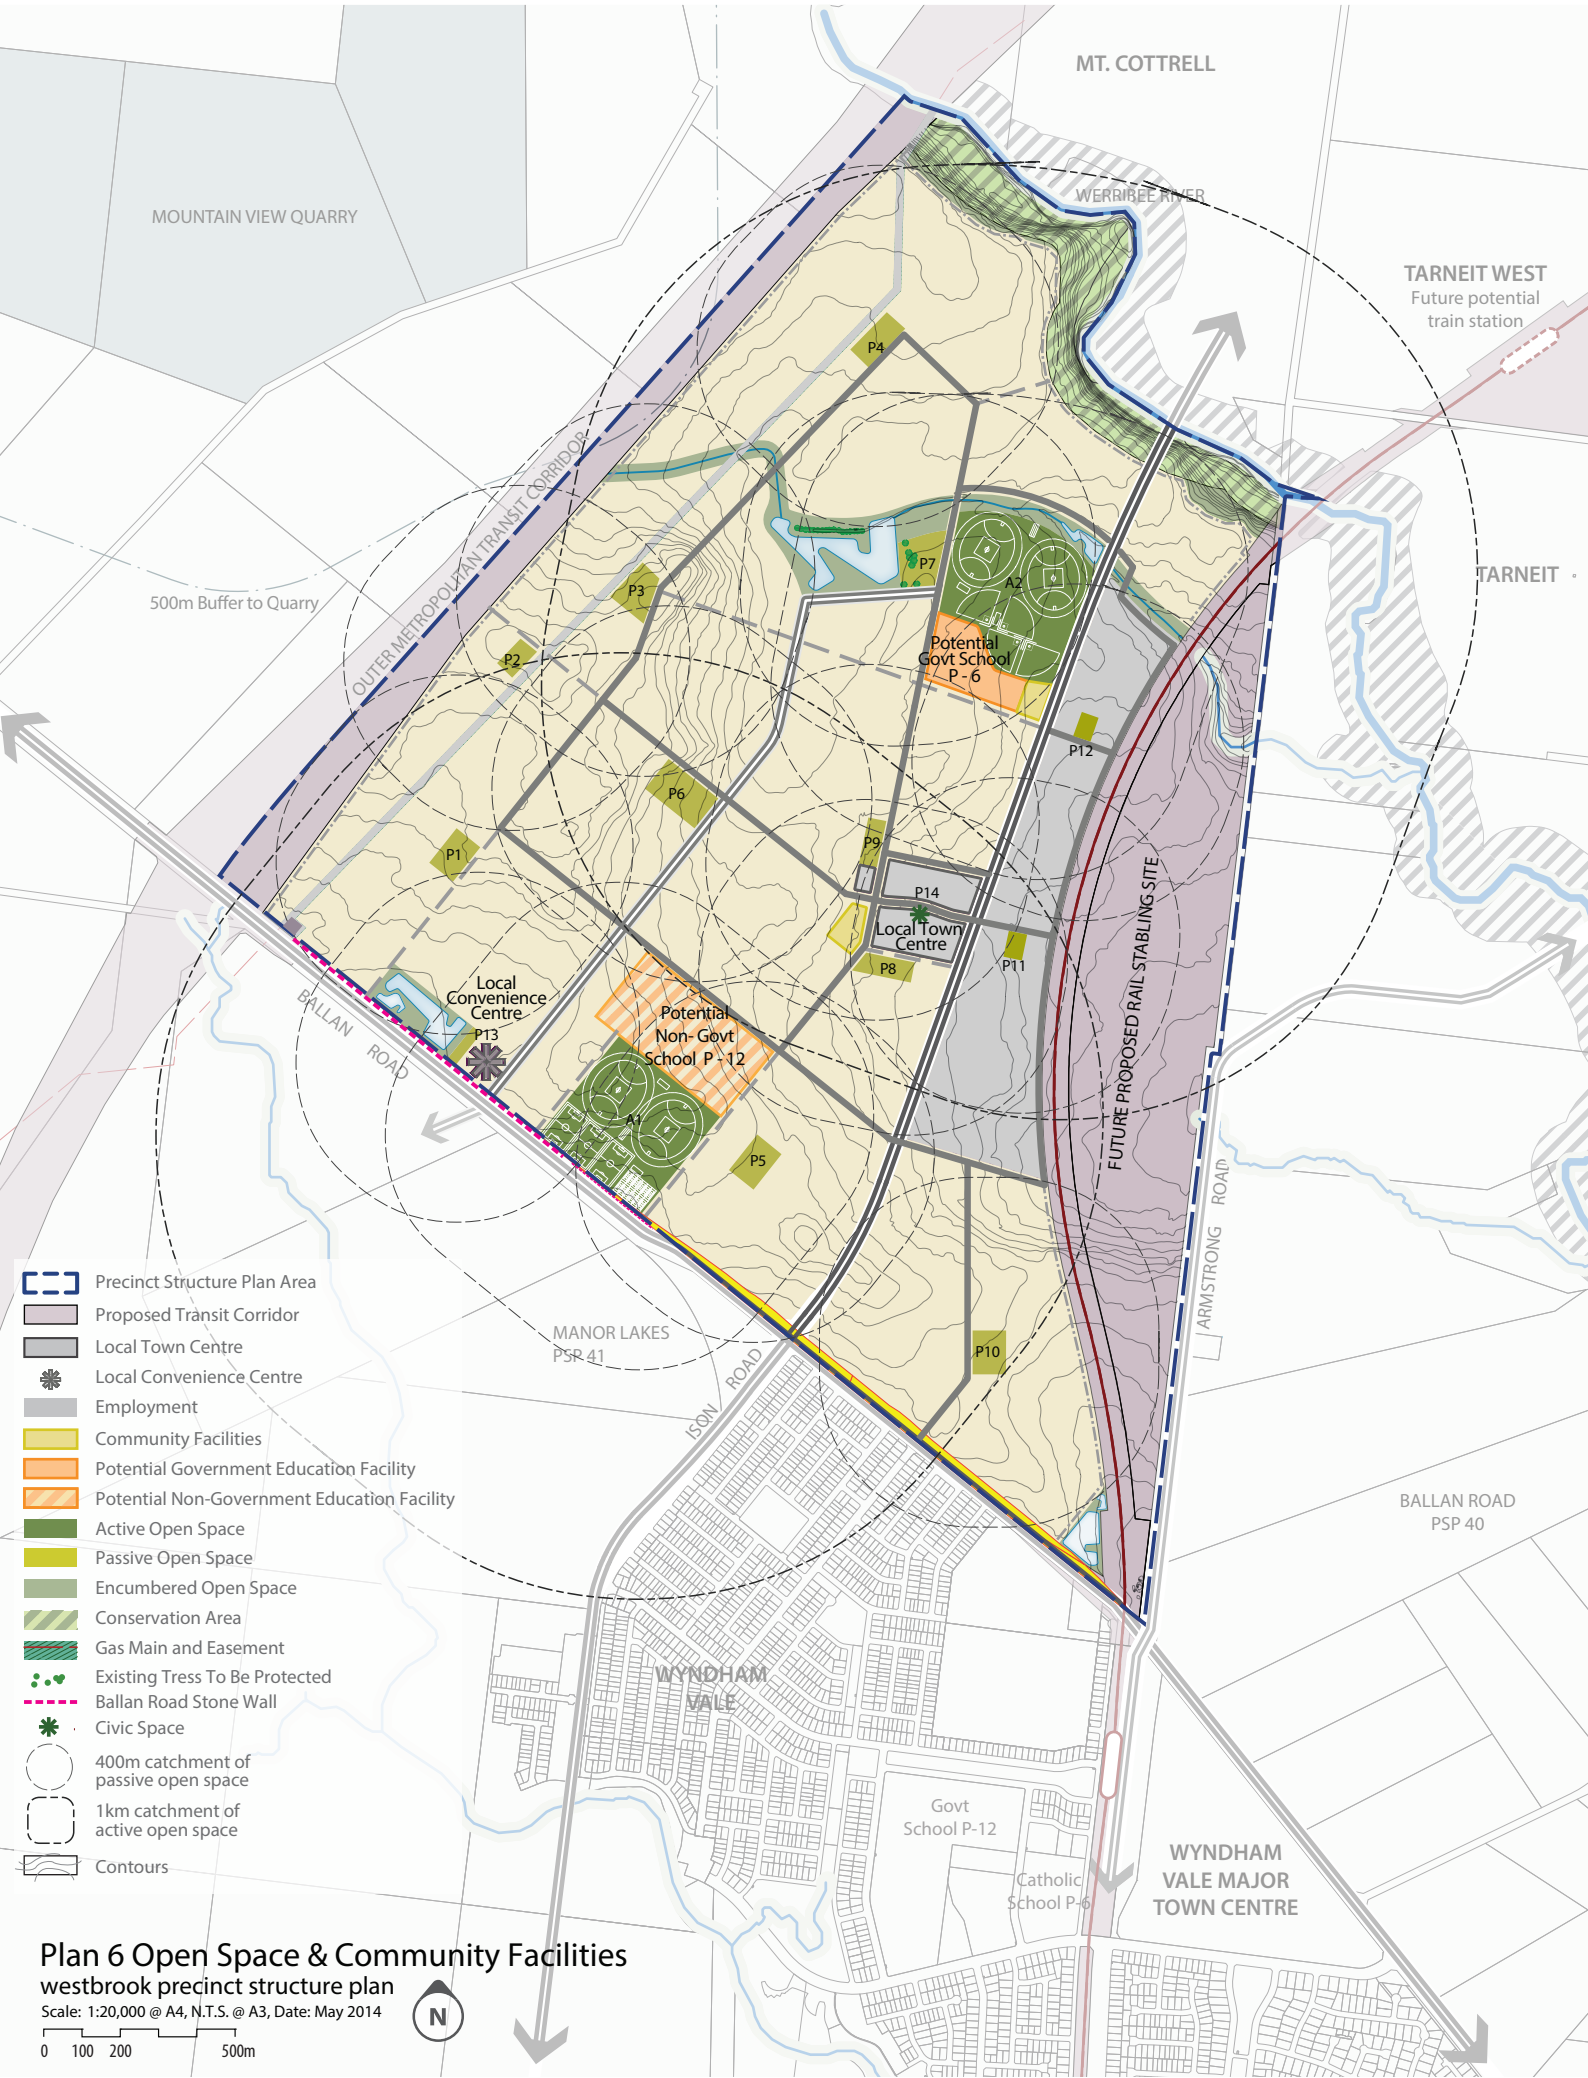 MT. COTTRELL
WERRIBEE RIVER
MOUNTAIN VIEW QUARRY
TARNEIT WEST
Future potential
train station
P4
OUTER METROPOLITAN TRANSIT CORRIDOR
P7
A2
TARNEIT
500m Buffer to Quarry
P3
P2
Potential
Govt School
P - 6
P12
P6
P9
P1
P14
Local Town
Centre
P11
P8
FUTURE PROPOSED RAIL STABLING SITE
Local
Convenience
Centre
P13
BALLAN ROAD
Potential
Non- Govt
School P - 12
A1
P5
ARMSTRONG ROAD
MANOR LAKES
PSP 41
ISON ROAD
P10
BALLAN ROAD
PSP 40
Precinct Structure Plan Area
Proposed Transit Corridor
Local Town Centre
Local Convenience Centre
Employment
Community Facilities
Potential Government Education Facility
Potential Non-Government Education Facility
Active Open Space
Passive Open Space
Encumbered Open Space
Conservation Area
Gas Main and Easement
Existing Tress To Be Protected
Ballan Road Stone Wall
Civic Space
400m catchment of
passive open space
1km catchment of
active open space
Contours
WYNDHAM
VALE
Govt
School P-12
Catholic
School P-6
WYNDHAM
VALE MAJOR
TOWN CENTRE
Plan 6 Open Space & Community Facilities
westbrook precinct structure plan
Scale: 1:20,000 @ A4, N.T.S. @ A3, Date: May 2014
N
0 100 200 500m